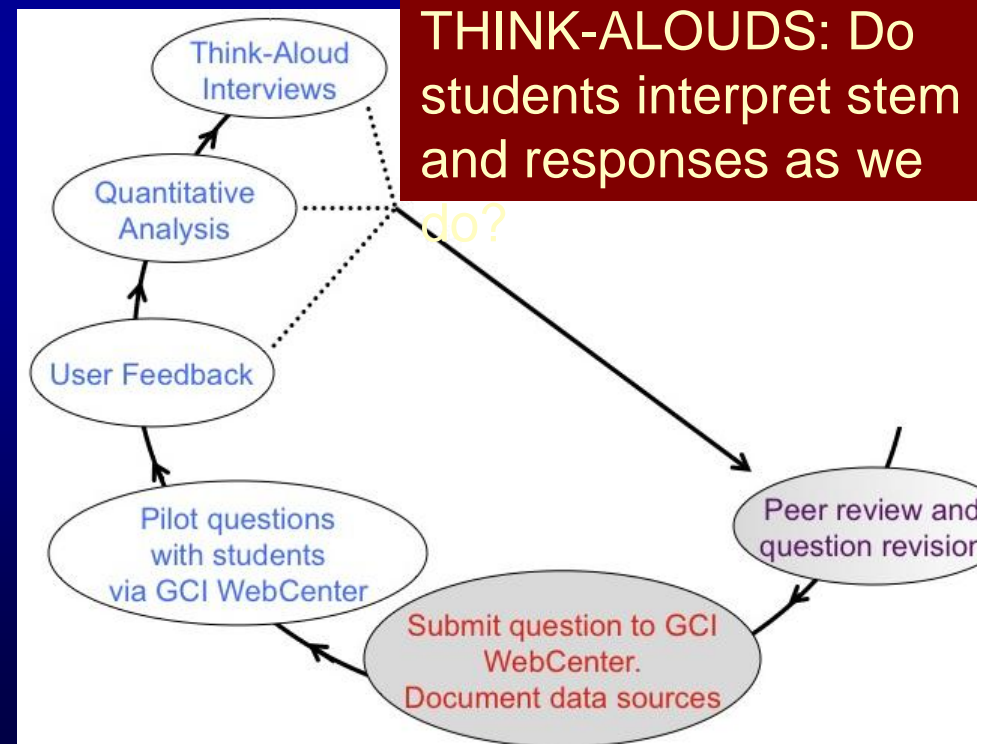 THINK-ALOUDS: Do
students interpret stem
and responses as we
do?
Think-Aloud
Interviews
Quantitative
Analysis
User Feedback
Pilot questions
with students
via GCI WebCenter
Submit question to GCI
WebCenter.
Document data sources
Peer review and
question revision